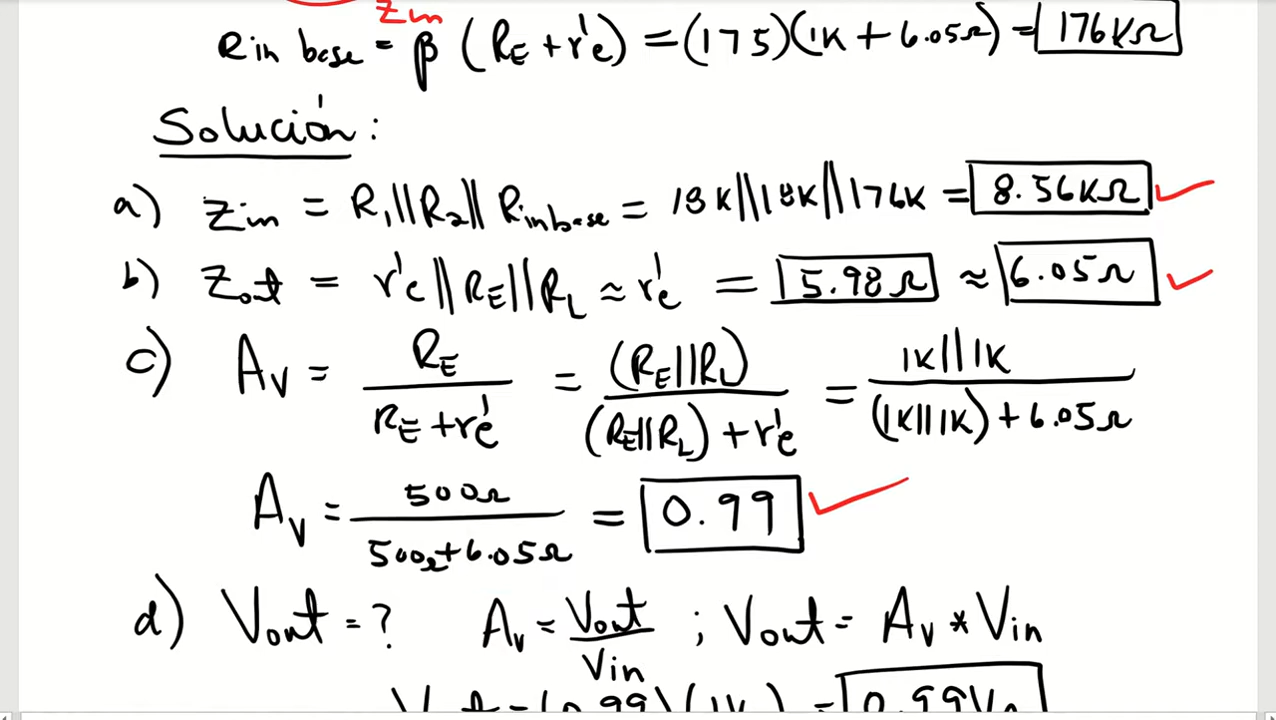 Zin
Rin base = β (RE + r'e) = (175)(1K + 6.05Ω) = 176KΩ
Solución:
a) Zin = R1||R2||Rin base = 18K||18K||176K = 8.56KΩ
b) Zout = r'e||RE||RL ≈ r'e = 5.98Ω ≈ 6.05Ω
c) AV = RE / (RE + r'e) = (RE||RL) / ((RE||RL) + r'e) = 1K||1K / ((1K||1K) + 6.05Ω)
AV = 500Ω / (500Ω + 6.05Ω) = 0.99
d) Vout = ? AV = Vout / Vin ; Vout = AV * Vin